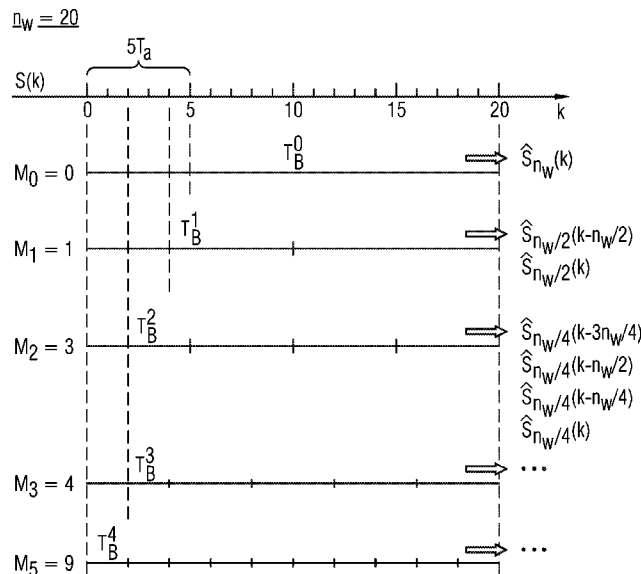 n_W = 20
5T_a
S(k)
0 5 10 15 20 k
T_B^0
M_0 = 0
Ŝ_{n_W}(k)
T_B^1
M_1 = 1
Ŝ_{n_W/2}(k-n_W/2)
Ŝ_{n_W/2}(k)
T_B^2
M_2 = 3
Ŝ_{n_W/4}(k-3n_W/4)
Ŝ_{n_W/4}(k-n_W/2)
Ŝ_{n_W/4}(k-n_W/4)
Ŝ_{n_W/4}(k)
T_B^3
M_3 = 4
...
T_B^4
M_5 = 9
...